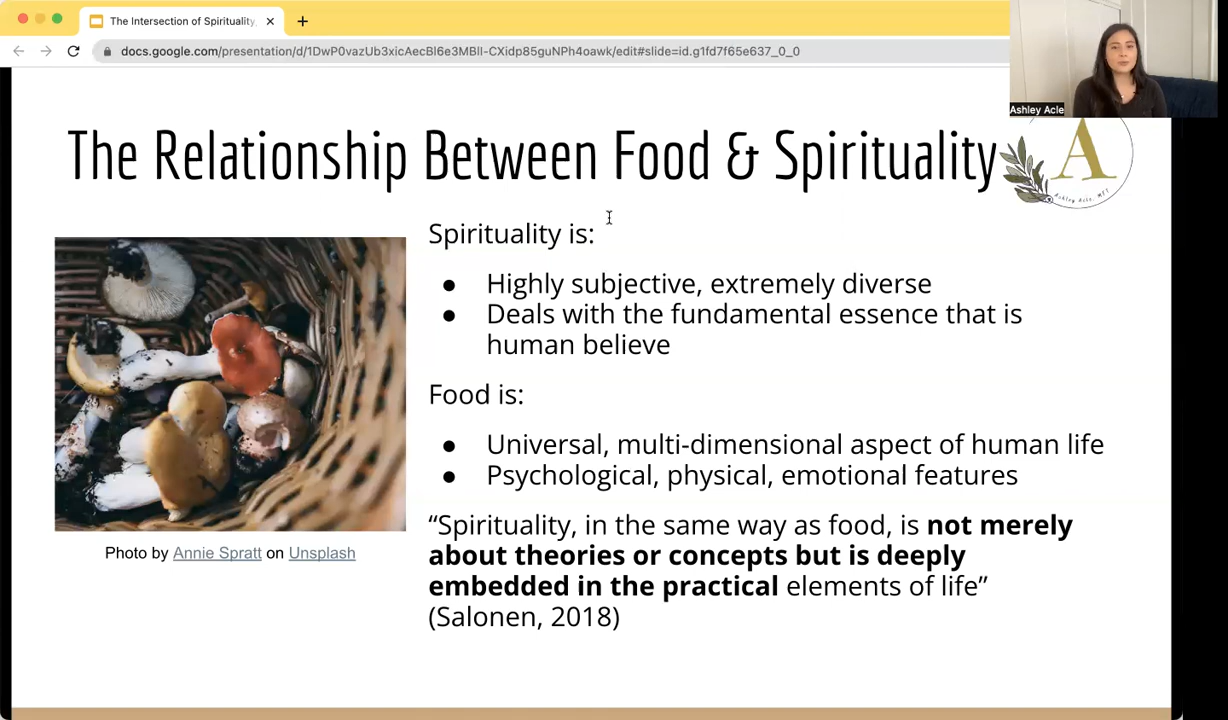 The Intersection of Spirituality
docs.google.com/presentation/d/1DwP0vazUb3xicAecBl6e3MBIl-CXidp85guNPh4oawk/edit#slide=id.g1fd7f65e637_0_0
Ashley Acle
The Relationship Between Food & Spirituality
A
Ashley Acle, MFT
Spirituality is:
● Highly subjective, extremely diverse
● Deals with the fundamental essence that is
human believe
Food is:
● Universal, multi-dimensional aspect of human life
● Psychological, physical, emotional features
“Spirituality, in the same way as food, is not merely
about theories or concepts but is deeply
embedded in the practical elements of life”
(Salonen, 2018)
Photo by Annie Spratt on Unsplash